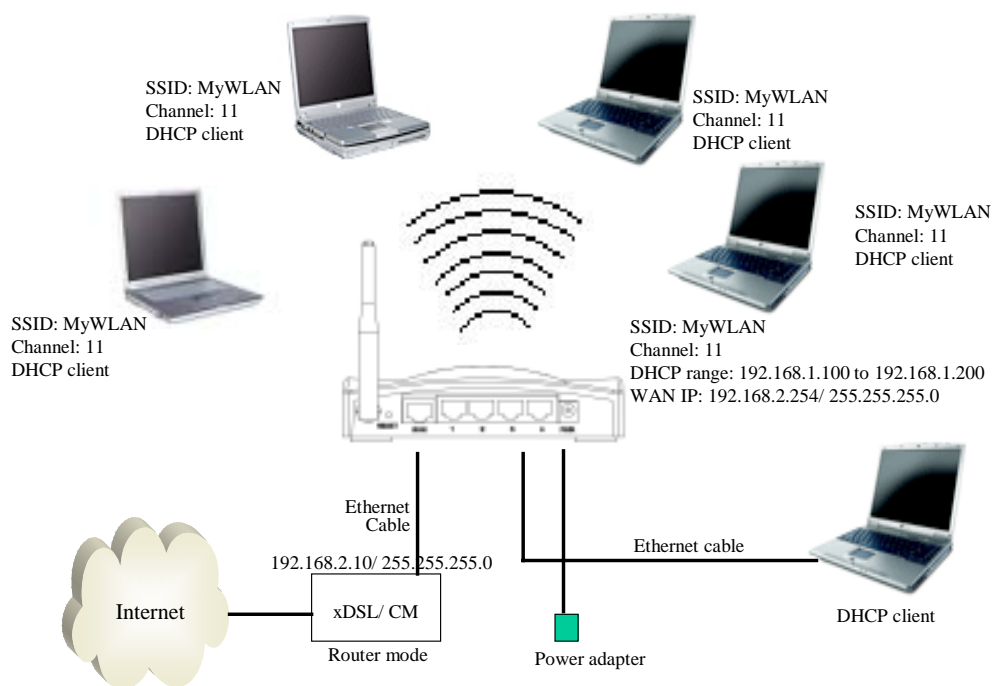 SSID: MyWLAN
Channel: 11
DHCP client
SSID: MyWLAN
Channel: 11
DHCP client
SSID: MyWLAN
Channel: 11
DHCP client
SSID: MyWLAN
Channel: 11
DHCP client
SSID: MyWLAN
Channel: 11
DHCP range: 192.168.1.100 to 192.168.1.200
WAN IP: 192.168.2.254/ 255.255.255.0
Ethernet
Cable
192.168.2.10/ 255.255.255.0
Internet
xDSL/ CM
Router mode
Ethernet cable
Power adapter
DHCP client